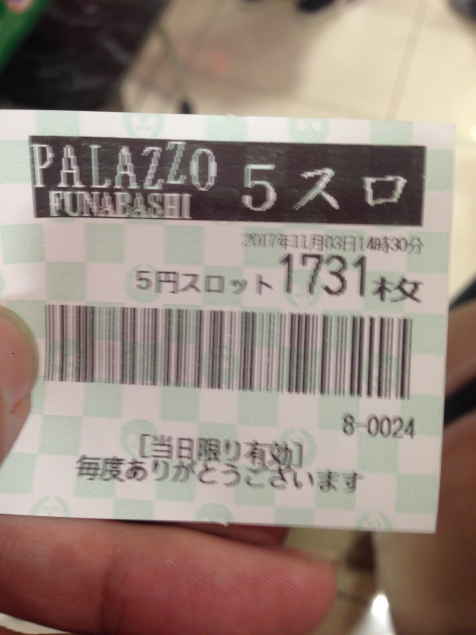 PALAZZO 5スロ
FUNABASHI
2017年11月03日14時30分
5円スロット1731枚
8-0024
[当日限り有効]
毎度ありがとうございます